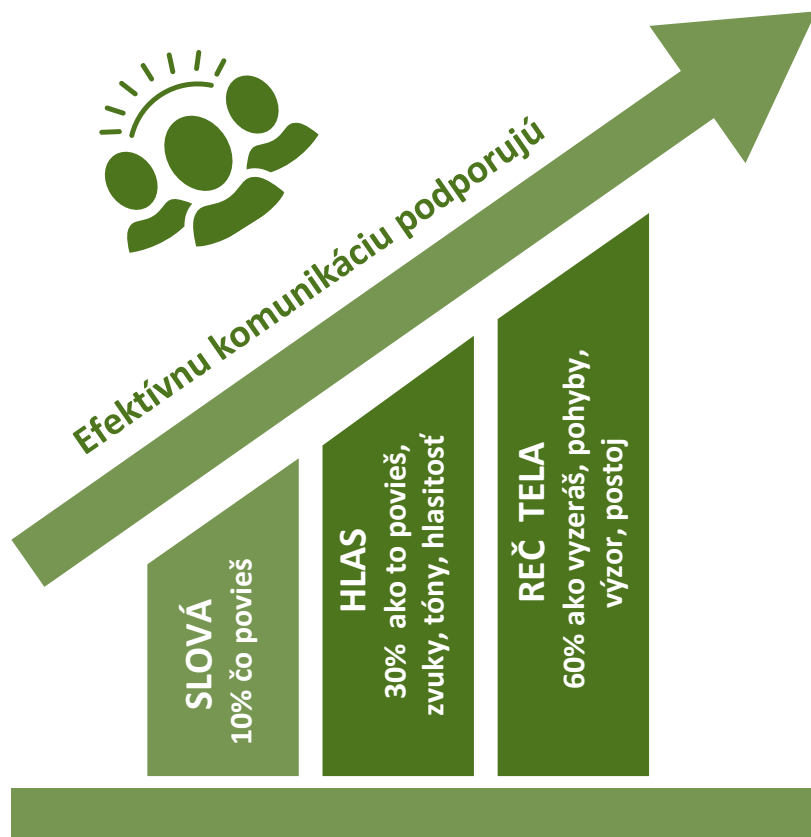 Efektívnu komunikáciu podporujú
SLOVÁ
10% čo povieš
HLAS
30% ako to povieš,
zvuky, tóny, hlasitosť
REČ TELA
60% ako vyzeráš, pohyby,
výzor, postoj